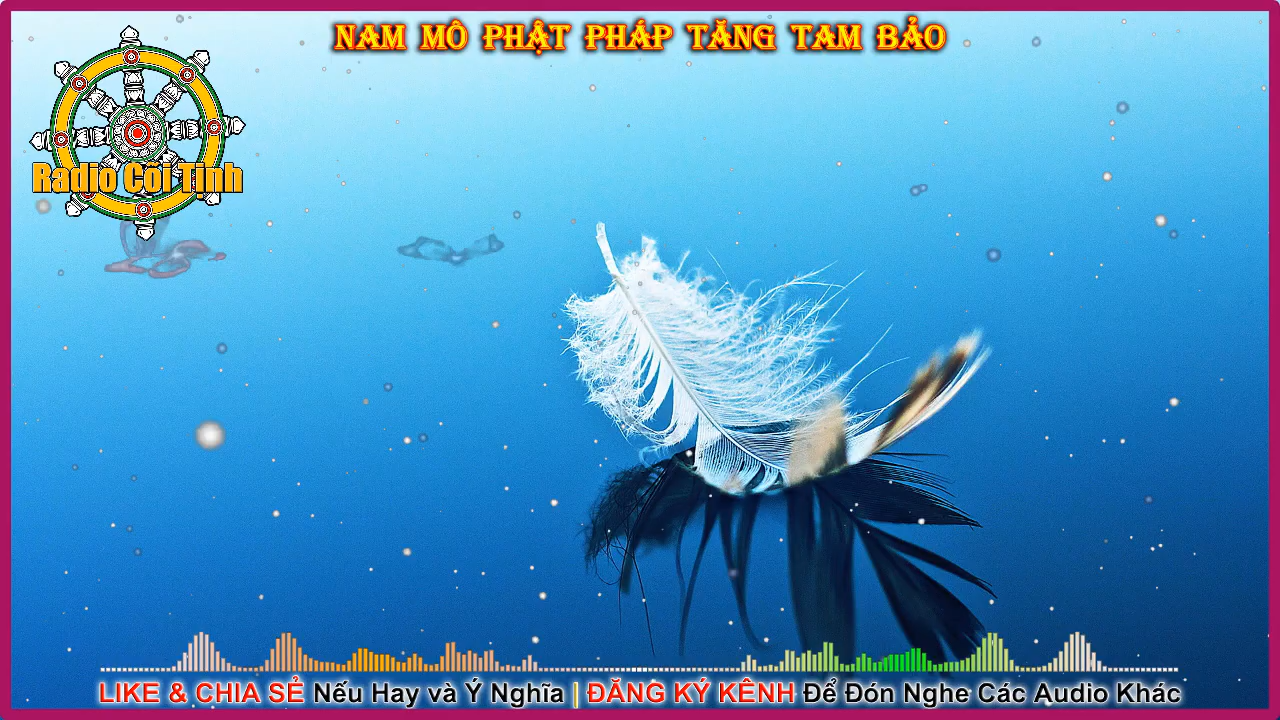 NAM MÔ PHẬT PHÁP TĂNG TAM BẢO
Radio Cõi Tịnh
LIKE & CHIA SẺ Nếu Hay và Ý Nghĩa | ĐĂNG KÝ KÊNH Để Đón Nghe Các Audio Khác